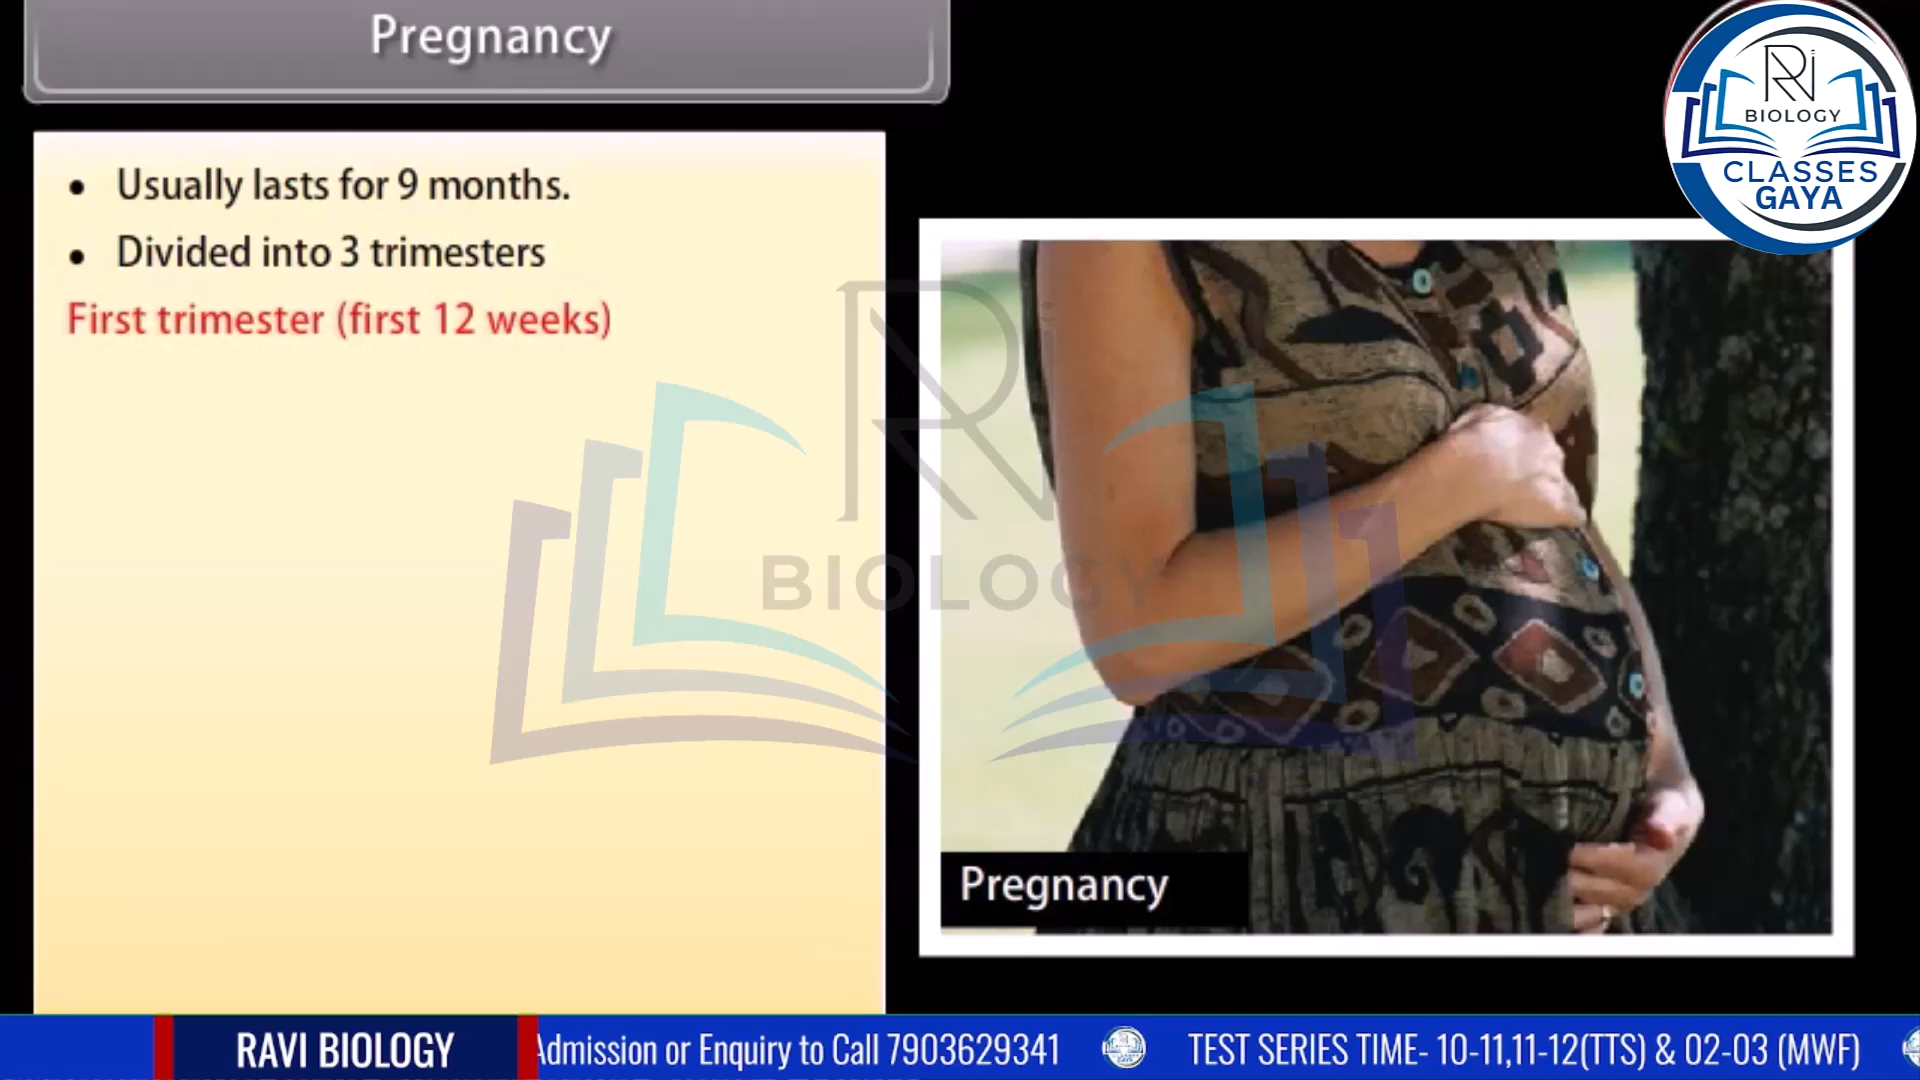 Pregnancy
• Usually lasts for 9 months.
• Divided into 3 trimesters
First trimester (first 12 weeks)
Ri
BIOLOGY
CLASSES
GAYA
Ri
BIOLOGY
Pregnancy
RAVI BIOLOGY
Admission or Enquiry to Call 7903629341
TEST SERIES TIME- 10-11,11-12(TTS) & 02-03 (MWF)